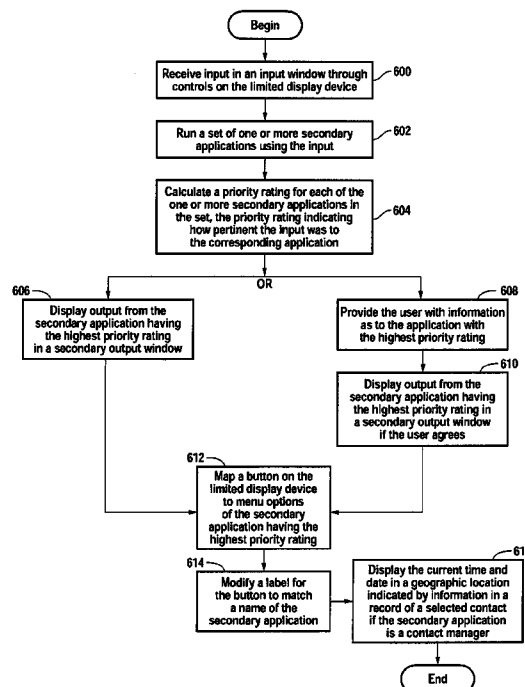 Begin
Receive input in an input window through
controls on the limited display device
600
Run a set of one or more secondary
applications using the input
602
Calculate a priority rating for each of the
one or more secondary applications in
the set, the priority rating indicating
how pertinent the input was to
the corresponding application
604
OR
606
Display output from the
secondary application having
the highest priority rating
in a secondary output window
608
Provide the user with information
as to the application with
the highest priority rating
610
Display output from the
secondary application having
the highest priority rating in
a secondary output window
if the user agrees
612
Map a button on the
limited display device
to menu options
of the secondary
application having the
highest priority rating
614
Modify a label for
the button to match
a name of the
secondary application
61
Display the current time and
date in a geographic location
indicated by information in a
record of a selected contact
if the secondary application
is a contact manager
End